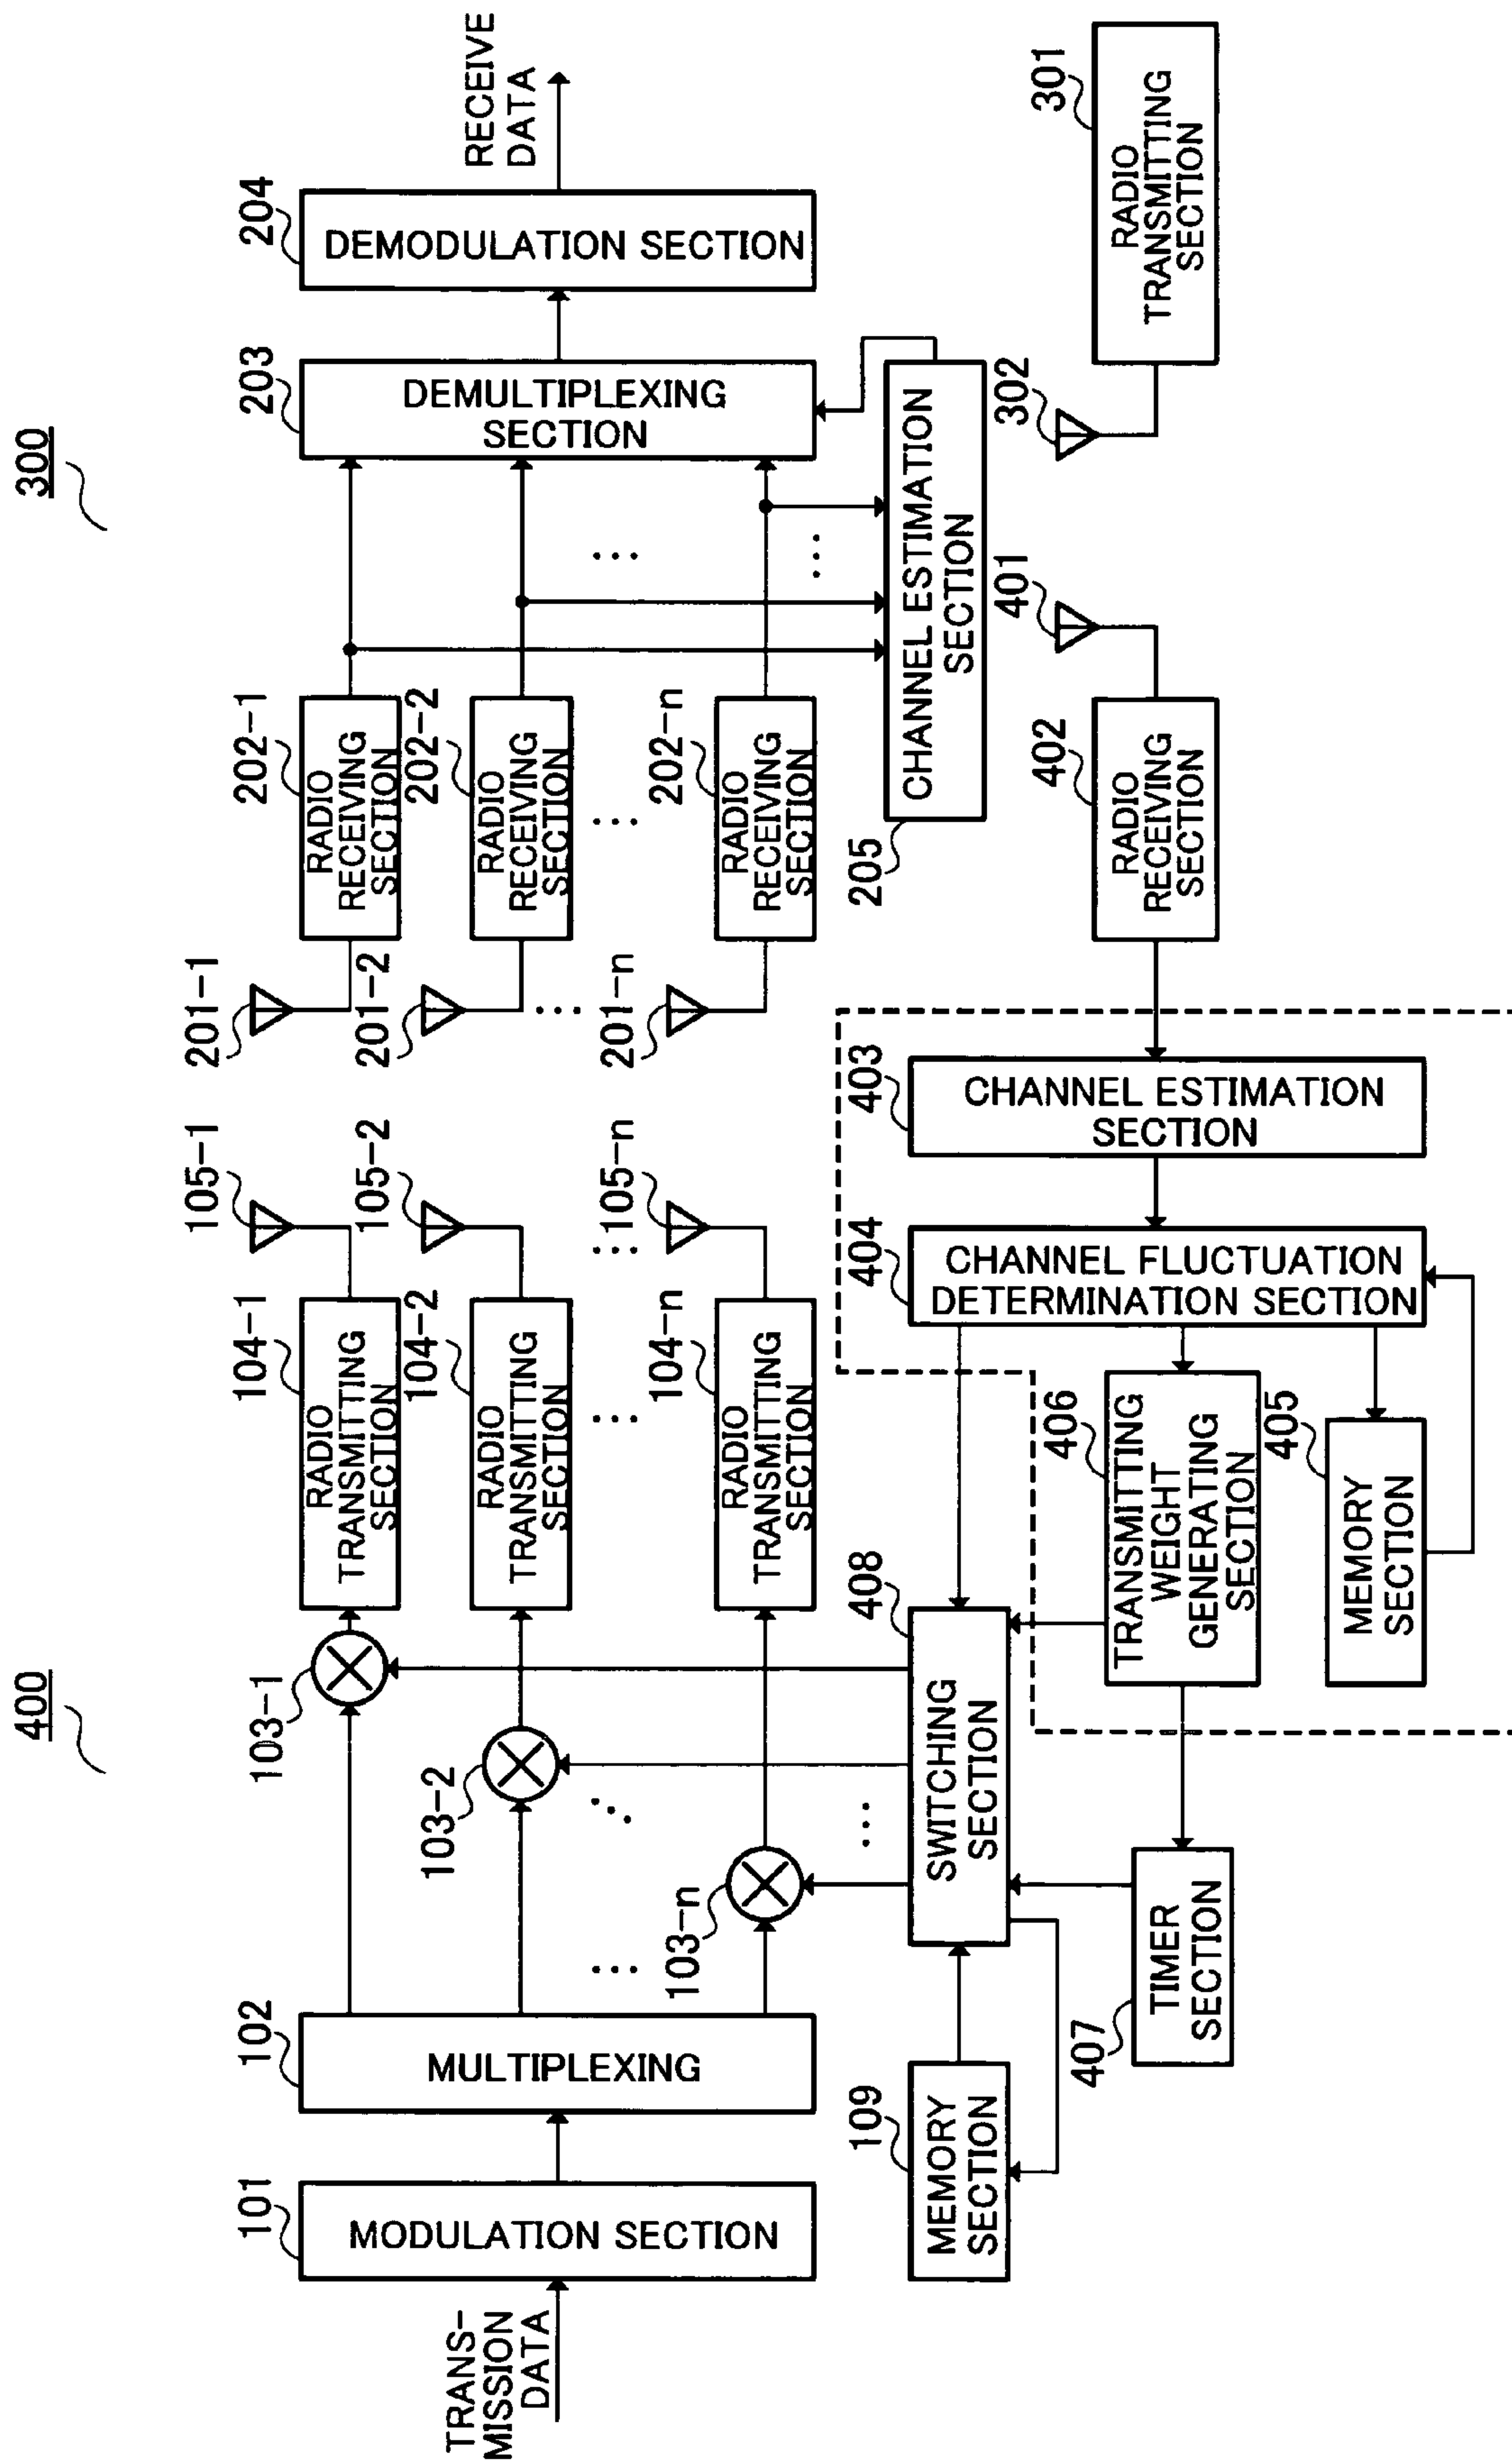 400
300
TRANS-
MISSION
DATA
101
MODULATION SECTION
102
MULTIPLEXING
103-1
103-2
103-n
104-1
RADIO
TRANSMITTING
SECTION
104-2
RADIO
TRANSMITTING
SECTION
104-n
RADIO
TRANSMITTING
SECTION
105-1
105-2
105-n
201-1
201-2
201-n
202-1
RADIO
RECEIVING
SECTION
202-2
RADIO
RECEIVING
SECTION
202-n
RADIO
RECEIVING
SECTION
203
DEMULTIPLEXING
SECTION
204
DEMODULATION SECTION
RECEIVE
DATA
205
CHANNEL ESTIMATION
SECTION
109
MEMORY
SECTION
408
SWITCHING
SECTION
407
TIMER
SECTION
406
TRANSMITTING
WEIGHT
GENERATING
SECTION
405
MEMORY
SECTION
404
CHANNEL FLUCTUATION
DETERMINATION SECTION
403
CHANNEL ESTIMATION
SECTION
402
RADIO
RECEIVING
SECTION
401
302
301
RADIO
TRANSMITTING
SECTION